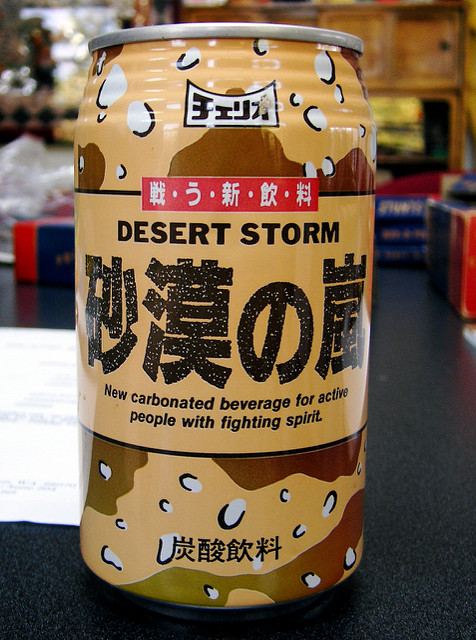 チェリオ
戦・う・新・飲・料
DESERT STORM
砂漠の嵐
New carbonated beverage for active
people with fighting spirit.
炭酸飲料